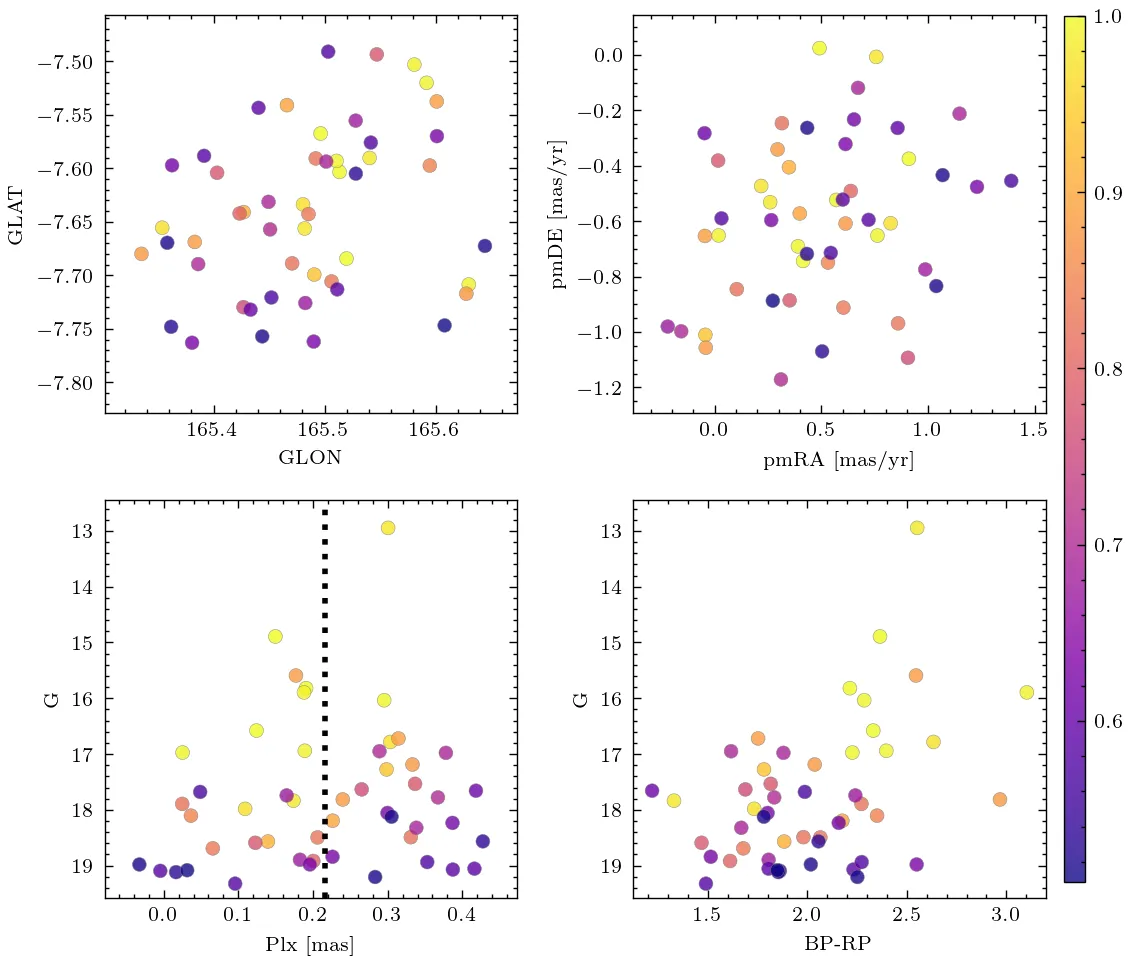 −7.50
−7.55
−7.60
−7.65
−7.70
−7.75
−7.80
GLAT
165.4 165.5 165.6
GLON
0.0
−0.2
−0.4
−0.6
−0.8
−1.0
−1.2
pmDE [mas/yr]
0.0 0.5 1.0 1.5
pmRA [mas/yr]
1.0
0.9
0.8
0.7
0.6
13
14
15
16
17
18
19
G
0.0 0.1 0.2 0.3 0.4
Plx [mas]
13
14
15
16
17
18
19
G
1.5 2.0 2.5 3.0
BP-RP